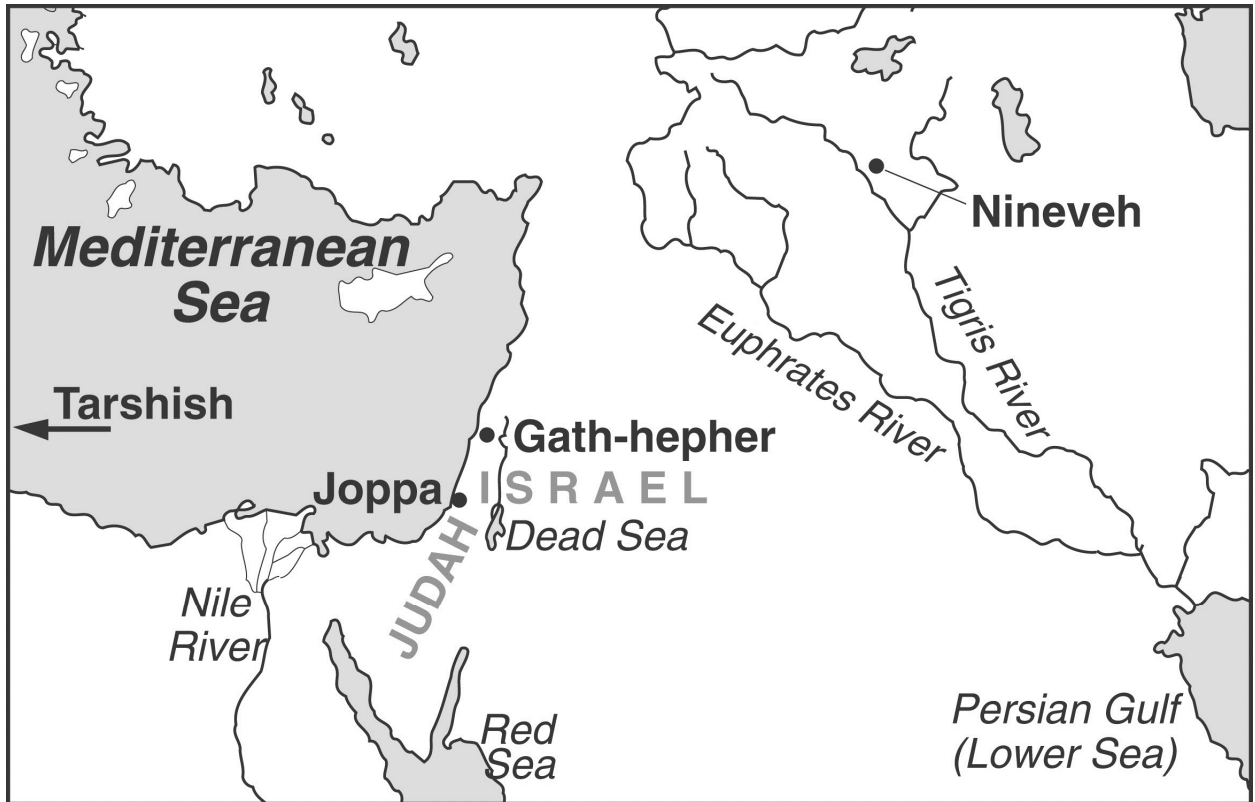 Mediterranean
Sea
Nineveh
Tigris River
Euphrates River
Tarshish
Gath-hepher
Joppa
ISRAEL
Dead Sea
JUDAH
Nile
River
Red
Sea
Persian Gulf
(Lower Sea)